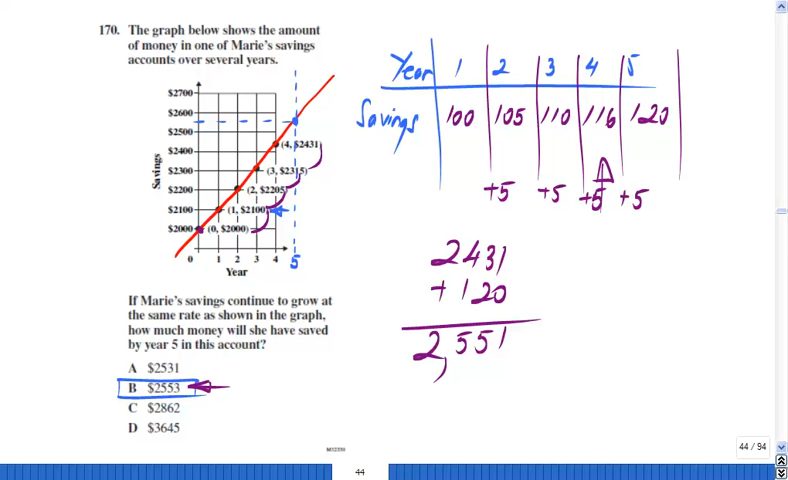 170. The graph below shows the amount
of money in one of Marie's savings
accounts over several years.
$2700
$2600
$2500
$2400
$2300
$2200
$2100
$2000
Savings
(4, $2431)
(3, $2315)
(2, $2205)
(1, $2100)
(0, $2000)
0 1 2 3 4 5
Year
If Marie's savings continue to grow at
the same rate as shown in the graph,
how much money will she have saved
by year 5 in this account?
A $2531
B $2553
C $2862
D $3645
Year 1 2 3 4 5
Savings 100 105 110 116 120
+5 +5 +5 +5
2431
+ 120
2,551
44 / 94
44